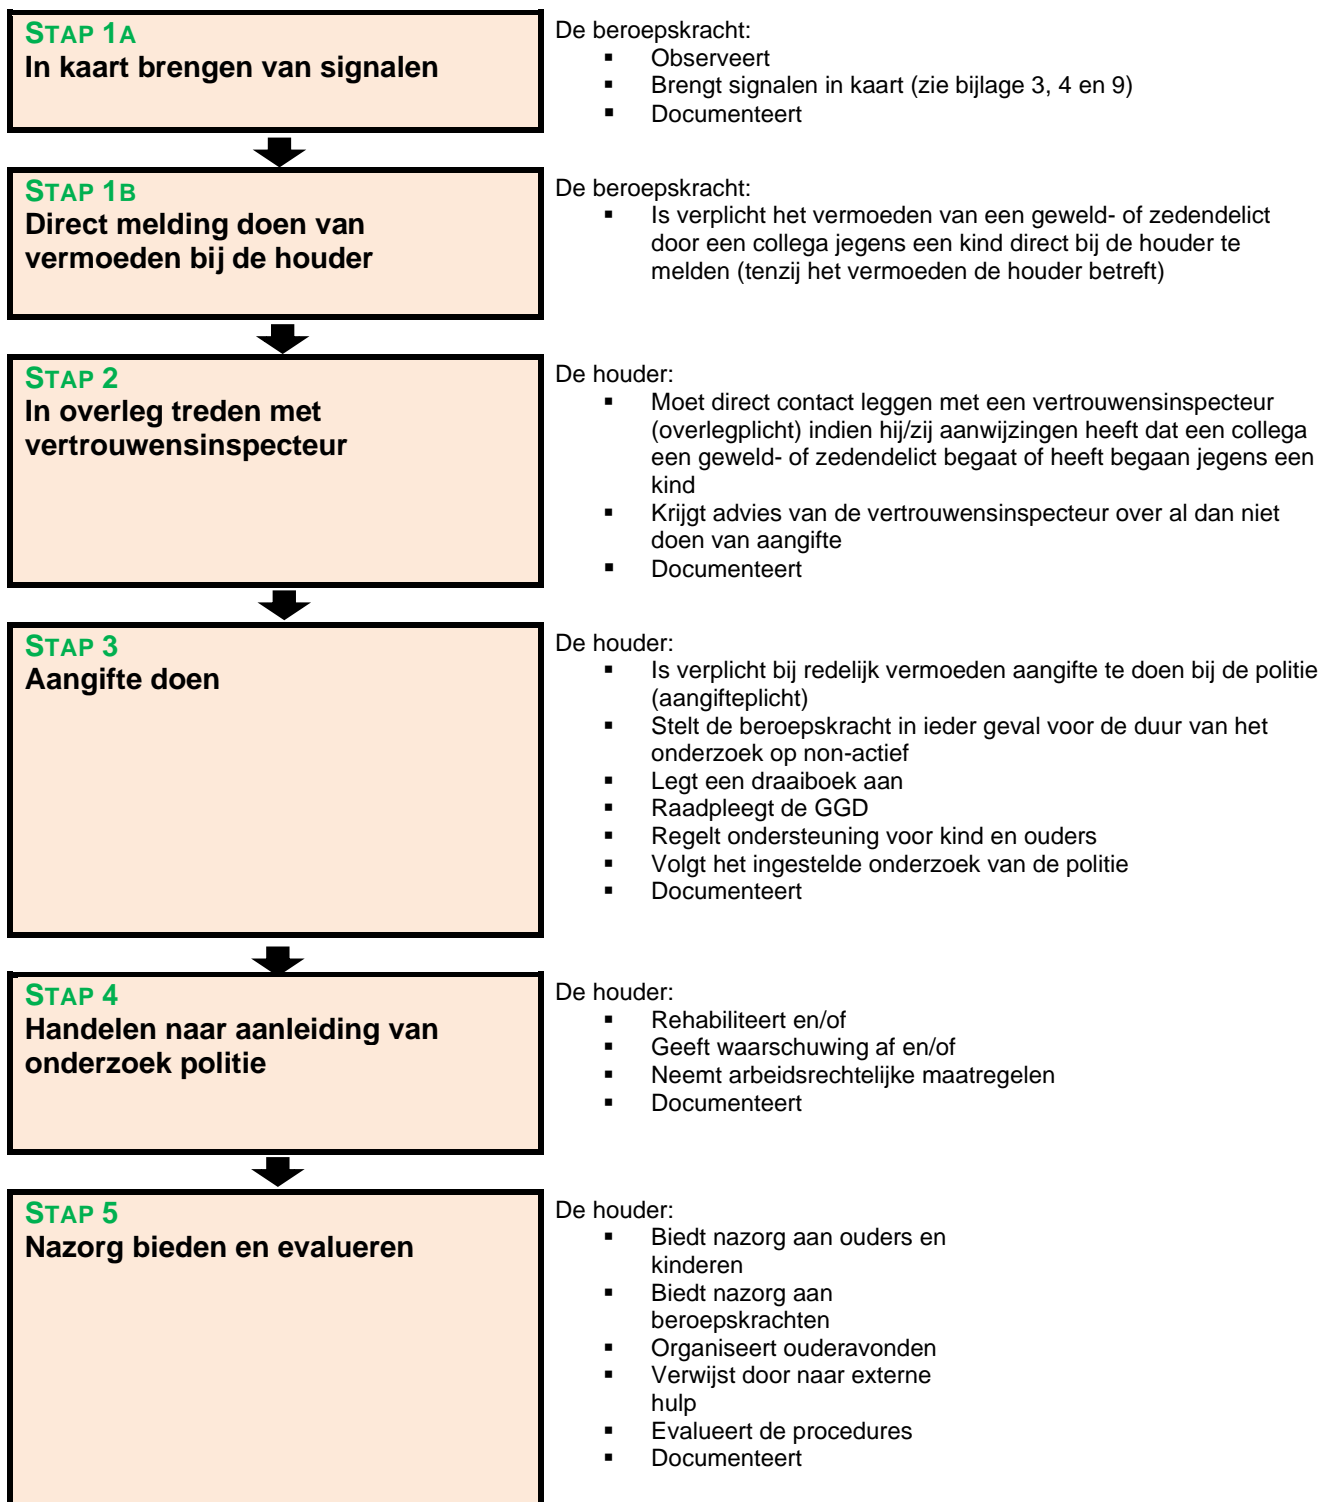 STAP 1A
In kaart brengen van signalen
De beroepskracht:
▪ Observeert
▪ Brengt signalen in kaart (zie bijlage 3, 4 en 9)
▪ Documenteert
STAP 1B
Direct melding doen van
vermoeden bij de houder
De beroepskracht:
▪ Is verplicht het vermoeden van een geweld- of zedendelict
door een collega jegens een kind direct bij de houder te
melden (tenzij het vermoeden de houder betreft)
STAP 2
In overleg treden met
vertrouwensinspecteur
De houder:
▪ Moet direct contact leggen met een vertrouwensinspecteur
(overlegplicht) indien hij/zij aanwijzingen heeft dat een collega
een geweld- of zedendelict begaat of heeft begaan jegens een
kind
▪ Krijgt advies van de vertrouwensinspecteur over al dan niet
doen van aangifte
▪ Documenteert
STAP 3
Aangifte doen
De houder:
▪ Is verplicht bij redelijk vermoeden aangifte te doen bij de politie
(aangifteplicht)
▪ Stelt de beroepskracht in ieder geval voor de duur van het
onderzoek op non-actief
▪ Legt een draaiboek aan
▪ Raadpleegt de GGD
▪ Regelt ondersteuning voor kind en ouders
▪ Volgt het ingestelde onderzoek van de politie
▪ Documenteert
STAP 4
Handelen naar aanleiding van
onderzoek politie
De houder:
▪ Rehabiliteert en/of
▪ Geeft waarschuwing af en/of
▪ Neemt arbeidsrechtelijke maatregelen
▪ Documenteert
STAP 5
Nazorg bieden en evalueren
De houder:
▪ Biedt nazorg aan ouders en
kinderen
▪ Biedt nazorg aan
beroepskrachten
▪ Organiseert ouderavonden
▪ Verwijst door naar externe
hulp
▪ Evalueert de procedures
▪ Documenteert